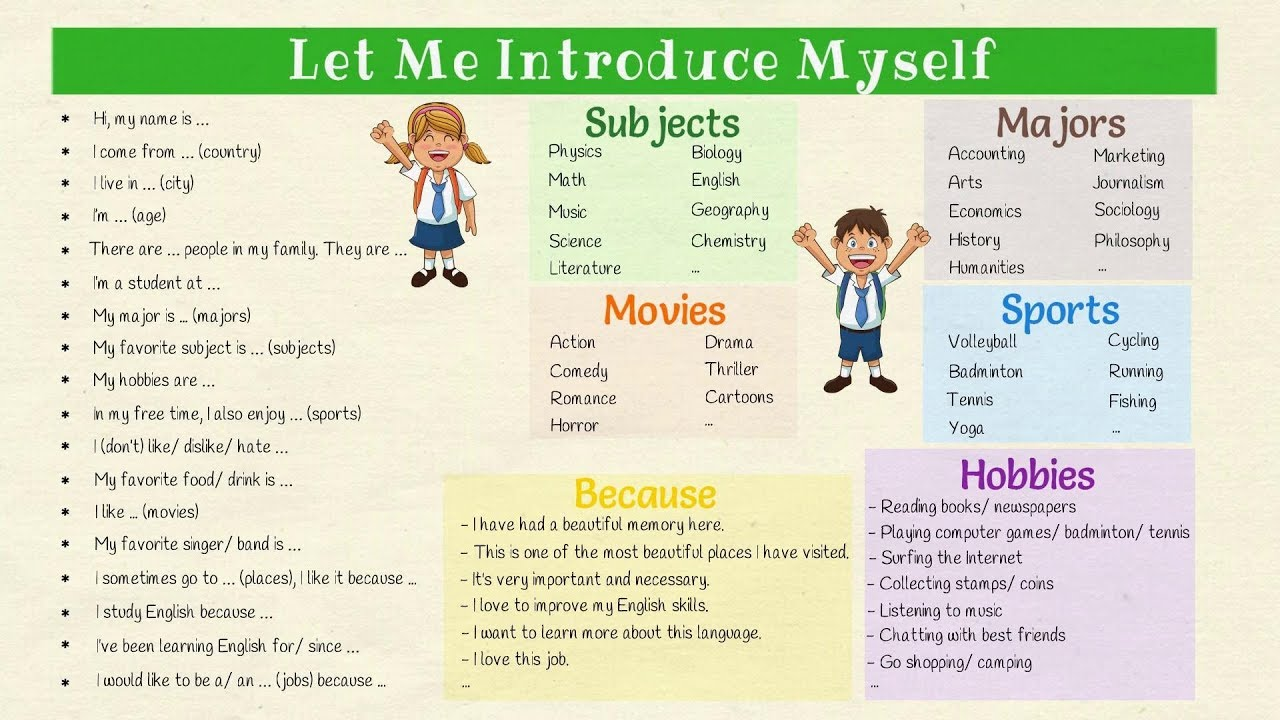 Let Me Introduce Myself
* Hi, my name is ...
* I come from ... (country)
* I live in ... (city)
* I'm ... (age)
* There are ... people in my family. They are ...
* I'm a student at ...
* My major is ... (majors)
* My favorite subject is ... (subjects)
* My hobbies are ...
* In my free time, I also enjoy ... (sports)
* I (don't) like/ dislike/ hate ...
* My favorite food/ drink is ...
* I like ... (movies)
* My favorite singer/ band is ...
* I sometimes go to ... (places), I like it because ...
* I study English because ...
* I've been learning English for/ since ...
* I would like to be a/ an ... (jobs) because ...
Subjects
Physics Biology
Math English
Music Geography
Science Chemistry
Literature ...
Majors
Accounting Marketing
Arts Journalism
Economics Sociology
History Philosophy
Humanities ...
Movies
Action Drama
Comedy Thriller
Romance Cartoons
Horror ...
Sports
Volleyball Cycling
Badminton Running
Tennis Fishing
Yoga ...
Because
- I have had a beautiful memory here.
- This is one of the most beautiful places I have visited.
- It's very important and necessary.
- I love to improve my English skills.
- I want to learn more about this language.
- I love this job.
...
Hobbies
- Reading books/ newspapers
- Playing computer games/ badminton/ tennis
- Surfing the Internet
- Collecting stamps/ coins
- Listening to music
- Chatting with best friends
- Go shopping/ camping
...